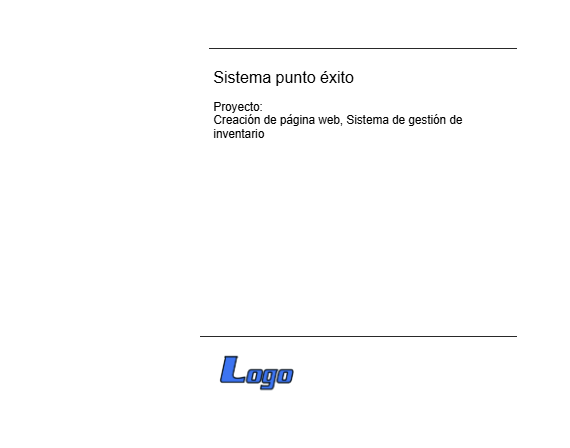 Sistema punto éxito
Proyecto:
Creación de página web, Sistema de gestión de
inventario
Logo